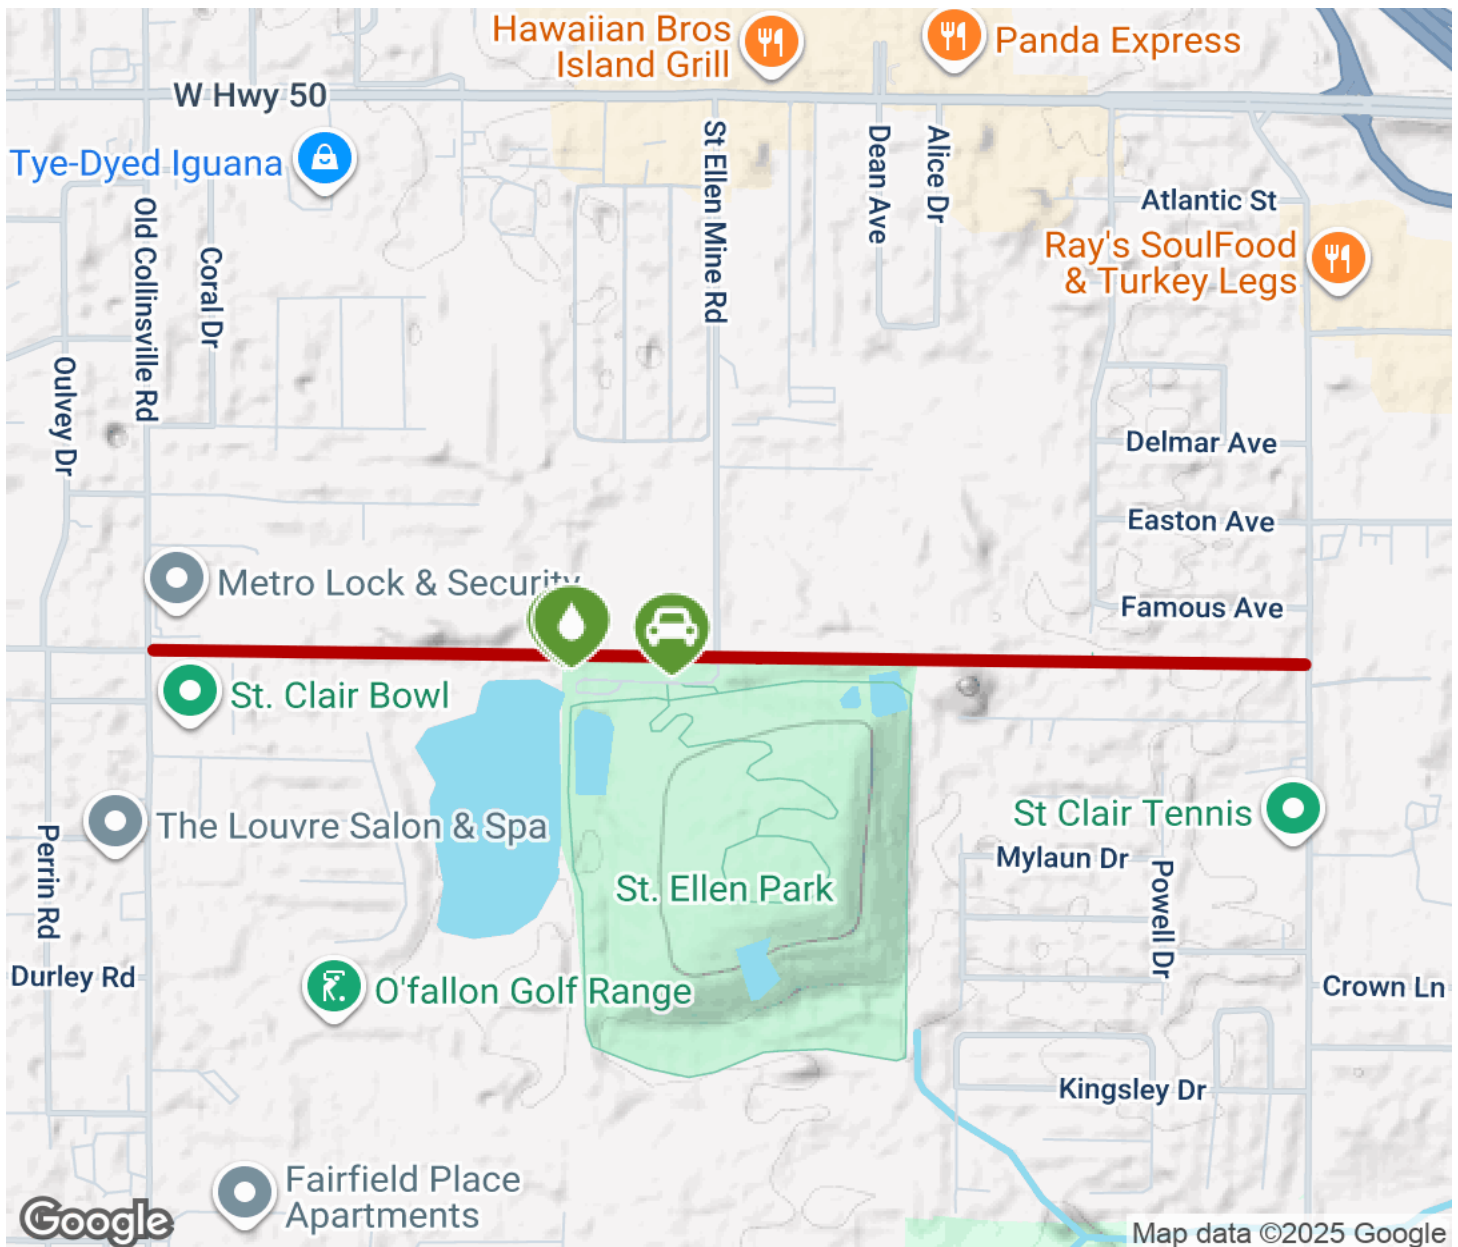 Hawaiian Bros
Island Grill
Panda Express
W Hwy 50
Tye-Dyed Iguana
St Ellen Mine Rd
Dean Ave
Alice Dr
Atlantic St
Old Collinsville Rd
Coral Dr
Ray's SoulFood
& Turkey Legs
Oulvey Dr
Delmar Ave
Easton Ave
Metro Lock & Security
Famous Ave
St. Clair Bowl
The Louvre Salon & Spa
St Clair Tennis
Perrin Rd
Mylaun Dr
Powell Dr
St. Ellen Park
Durley Rd
O'fallon Golf Range
Crown Ln
Kingsley Dr
Fairfield Place
Apartments
Google
Map data ©2025 Google